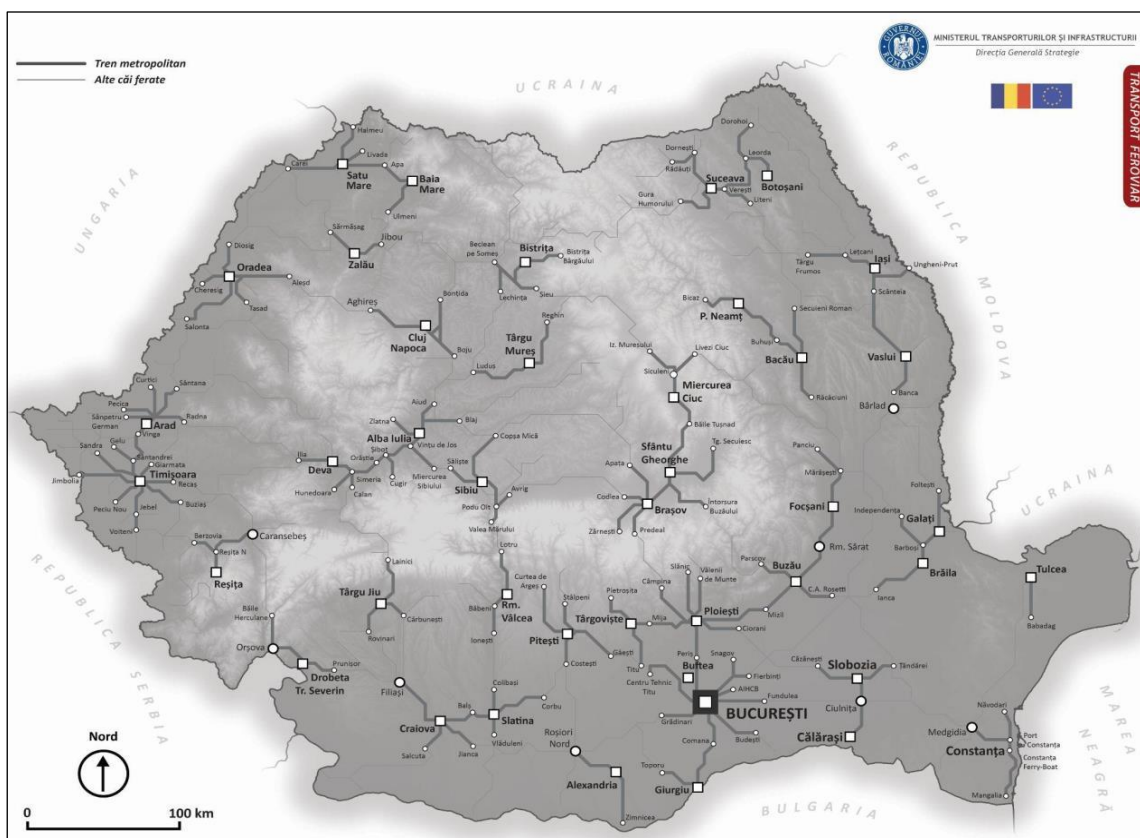 Tren metropolitan
Alte căi ferate
GUVERNUL ROMÂNIEI
MINISTERUL TRANSPORTURILOR ȘI INFRASTRUCTURII
Direcția Generală Strategie
TRANSPORT FEROVIAR
UCRAINA
UNGARIA
REPUBLICA
MOLDOVA
UCRAINA
REPUBLICA
SERBIA
BULGARIA
MAREA
NEAGRĂ
Halmeu
Livada
Carei
Apa
Satu
Mare
Baia
Mare
Ulmeni
Sărmășag
Jibou
Zalău
Dorohoi
Dornești
Leorda
Rădăuți
Suceava
Botoșani
Verești
Gura
Humorului
Liteni
Diosig
Oradea
Aleșd
Cheresig
Tasad
Salonta
Beclean
pe Someș
Bistrița
Bistrița
Bârgăului
Lechința
Sieu
Târgu
Frumos
Lețcani
Iași
Ungheni-Prut
Scânteia
Vaslui
Banca
Bârlad
Aghireș
Bonțida
Cluj
Napoca
Boju
Reghin
Târgu
Mureș
Luduș
Bicaz
P. Neamț
Secuieni Roman
Buhuși
Bacău
Răcăciuni
Iz. Mureșului
Livezi Ciuc
Siculeni
Miercurea
Ciuc
Băile Tușnad
Curtici
Sântana
Pecica
Sânpetru
German
Radna
Arad
Vinga
Sandra
Gelu
Sântandrei
Giarmata
Timișoara
Recaș
Jimbolia
Peciu Nou
Jebel
Buziaș
Voiteni
Aiud
Zlatna
Blaj
Alba Iulia
Vințu de Jos
Șibot
Orăștie
Ilia
Deva
Simeria
Hunedoara
Calan
Cugir
Miercurea
Sibiului
Copșa Mică
Săliște
Sibiu
Avrig
Podu Olt
Valea Mărului
Sfântu
Gheorghe
Tg. Secuiesc
Apața
Codlea
Brașov
Întorsura
Buzăului
Zărnești
Predeal
Panciu
Mărășești
Focșani
Rm. Sărat
Foltești
Independența
Galați
Barboși
Brăila
Ianca
Tulcea
Babadag
Caransebeș
Berzovia
Reșița N
Reșița
Lainici
Târgu Jiu
Cărbunești
Rovinari
Lotru
Rm.
Vâlcea
Băbeni
Ionești
Curtea de
Argeș
Stâlpeni
Pitești
Găești
Costești
Slănic
Vălenii
de Munte
Câmpina
Pietroșița
Târgoviște
Mija
Ploiești
Ciorani
Titu
Parscov
Buzău
C.A. Rosetti
Mizil
Băile
Herculane
Orșova
Prunișor
Drobeta
Tr. Severin
Filiași
Balș
Craiova
Salcuta
Jianca
Colibași
Corbu
Slatina
Vlăduleni
Roșiori
Nord
Alexandria
Zimnicea
Periș
Buftea
Snagov
Fierbinți
Centru Tehnic
Titu
AIHCB
Fundulea
BUCUREȘTI
Grădinari
Comana
Budești
Toporu
Giurgiu
Slobozia
Căzănești
Țăndărei
Ciulnița
Călărași
Năvodari
Medgidia
Port
Constanța
Constanța
Constanța
Ferry-Boat
Mangalia
Nord
0
100 km